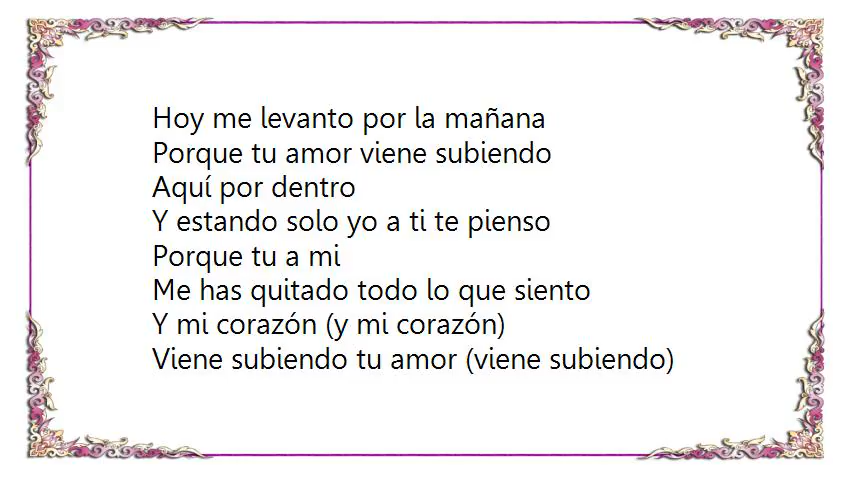 Hoy me levanto por la mañana
Porque tu amor viene subiendo
Aquí por dentro
Y estando solo yo a ti te pienso
Porque tu a mi
Me has quitado todo lo que siento
Y mi corazón (y mi corazón)
Viene subiendo tu amor (viene subiendo)